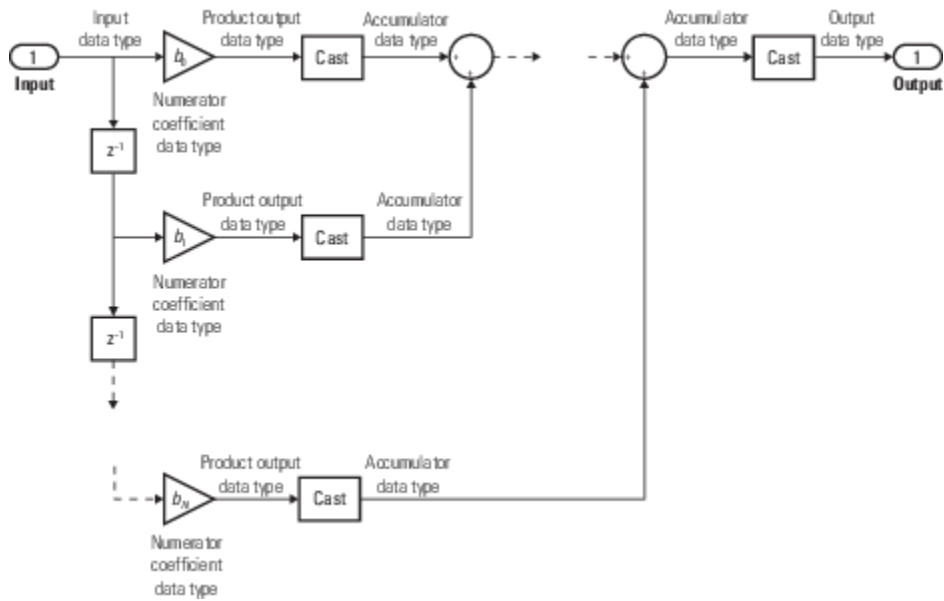 Input
data type
Product output
data type
Accumulator
data type
Accumulator
data type
Output
data type
1
b0
Cast
+
+
+
+
Cast
1
Input
Output
Numerator
coefficient
data type
z-1
Product output
data type
Accumulator
data type
b1
Cast
Numerator
coefficient
data type
z-1
Product output
data type
Accumulator
data type
bN
Cast
Numerator
coefficient
data type